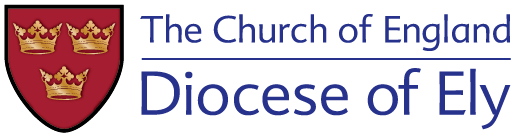 The Church of England
Diocese of Ely